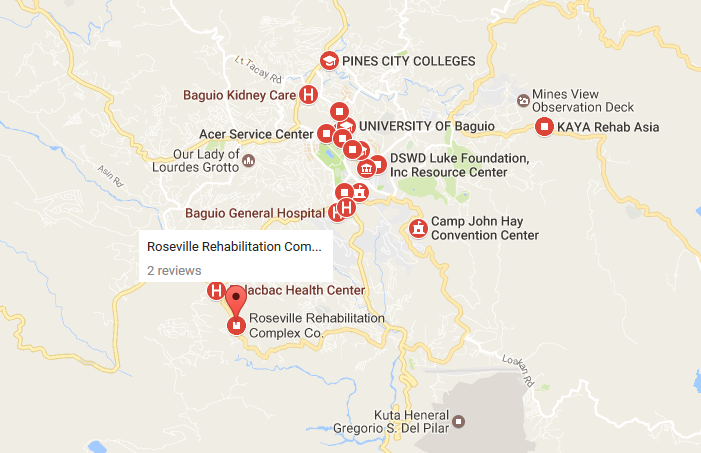 PINES CITY COLLEGES
Lt Tacay Rd
Baguio Kidney Care
Mines View
Observation Deck
Acer Service Center
UNIVERSITY OF Baguio
KAYA Rehab Asia
Our Lady of
Lourdes Grotto
DSWD Luke Foundation,
Inc Resource Center
Asin Rd
Baguio General Hospital
Camp John Hay
Convention Center
Roseville Rehabilitation Com...
2 reviews
lacbac Health Center
Roseville Rehabilitation
Complex Co.
Loakan Rd
Kuta Heneral
Gregorio S. Del Pilar